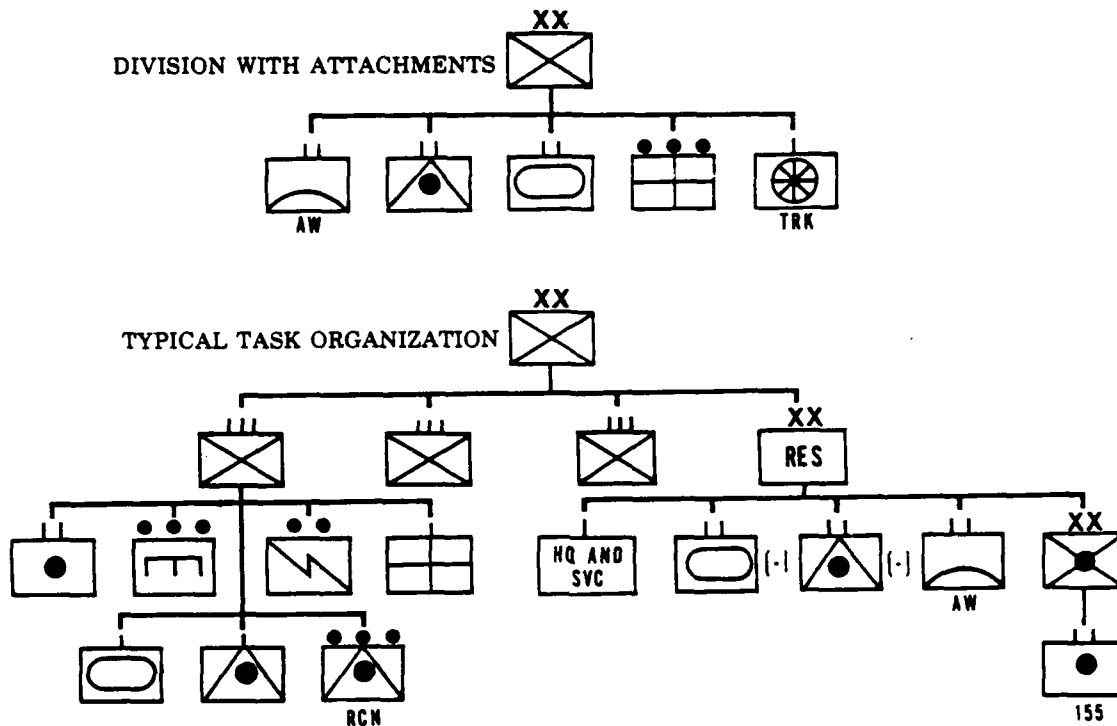 XX
DIVISION WITH ATTACHMENTS
AW
TRK
XX
TYPICAL TASK ORGANIZATION
XX
RES
HQ AND
SVC
(-)
(-)
XX
AW
RCN
155